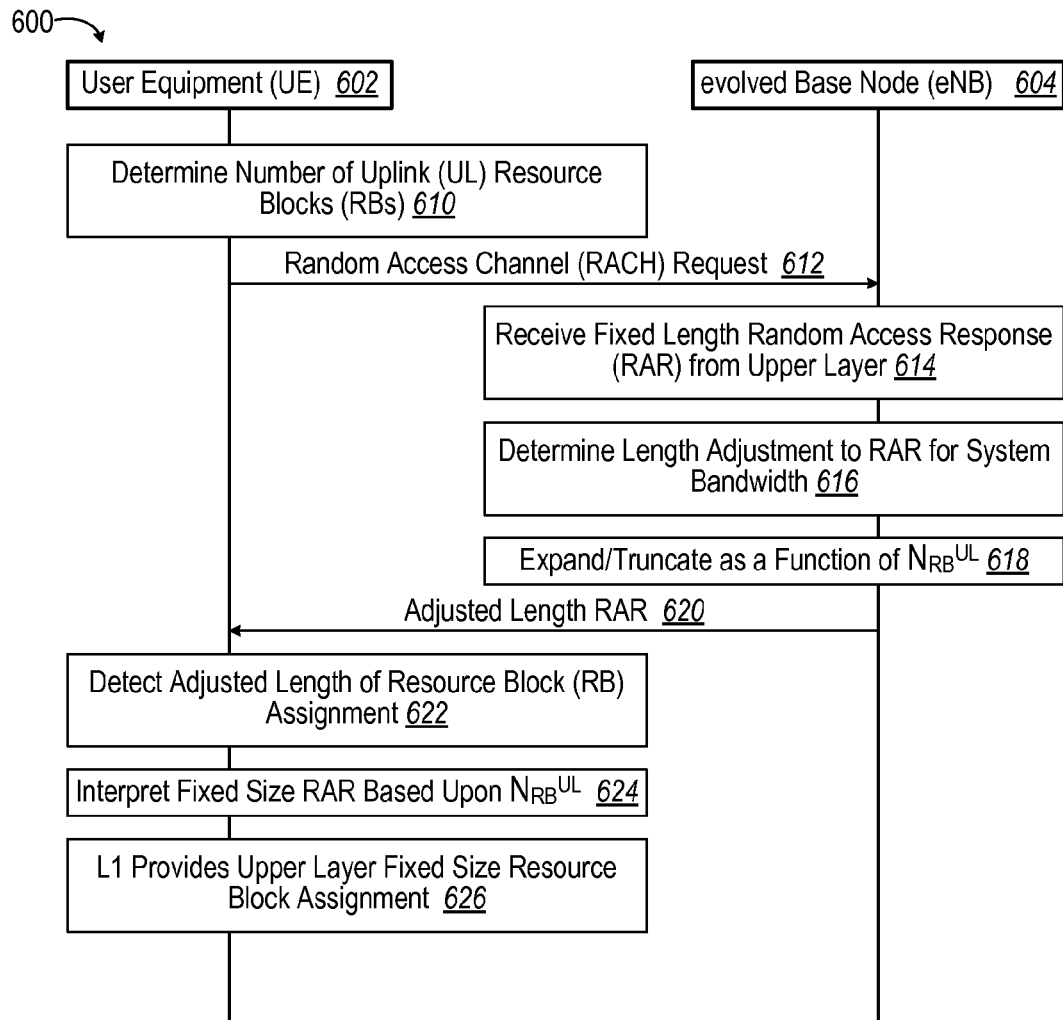 600
User Equipment (UE) 602
evolved Base Node (eNB) 604
Determine Number of Uplink (UL) Resource
Blocks (RBs) 610
Random Access Channel (RACH) Request 612
Receive Fixed Length Random Access Response
(RAR) from Upper Layer 614
Determine Length Adjustment to RAR for System
Bandwidth 616
Expand/Truncate as a Function of NRBUL 618
Adjusted Length RAR 620
Detect Adjusted Length of Resource Block (RB)
Assignment 622
Interpret Fixed Size RAR Based Upon NRBUL 624
L1 Provides Upper Layer Fixed Size Resource
Block Assignment 626